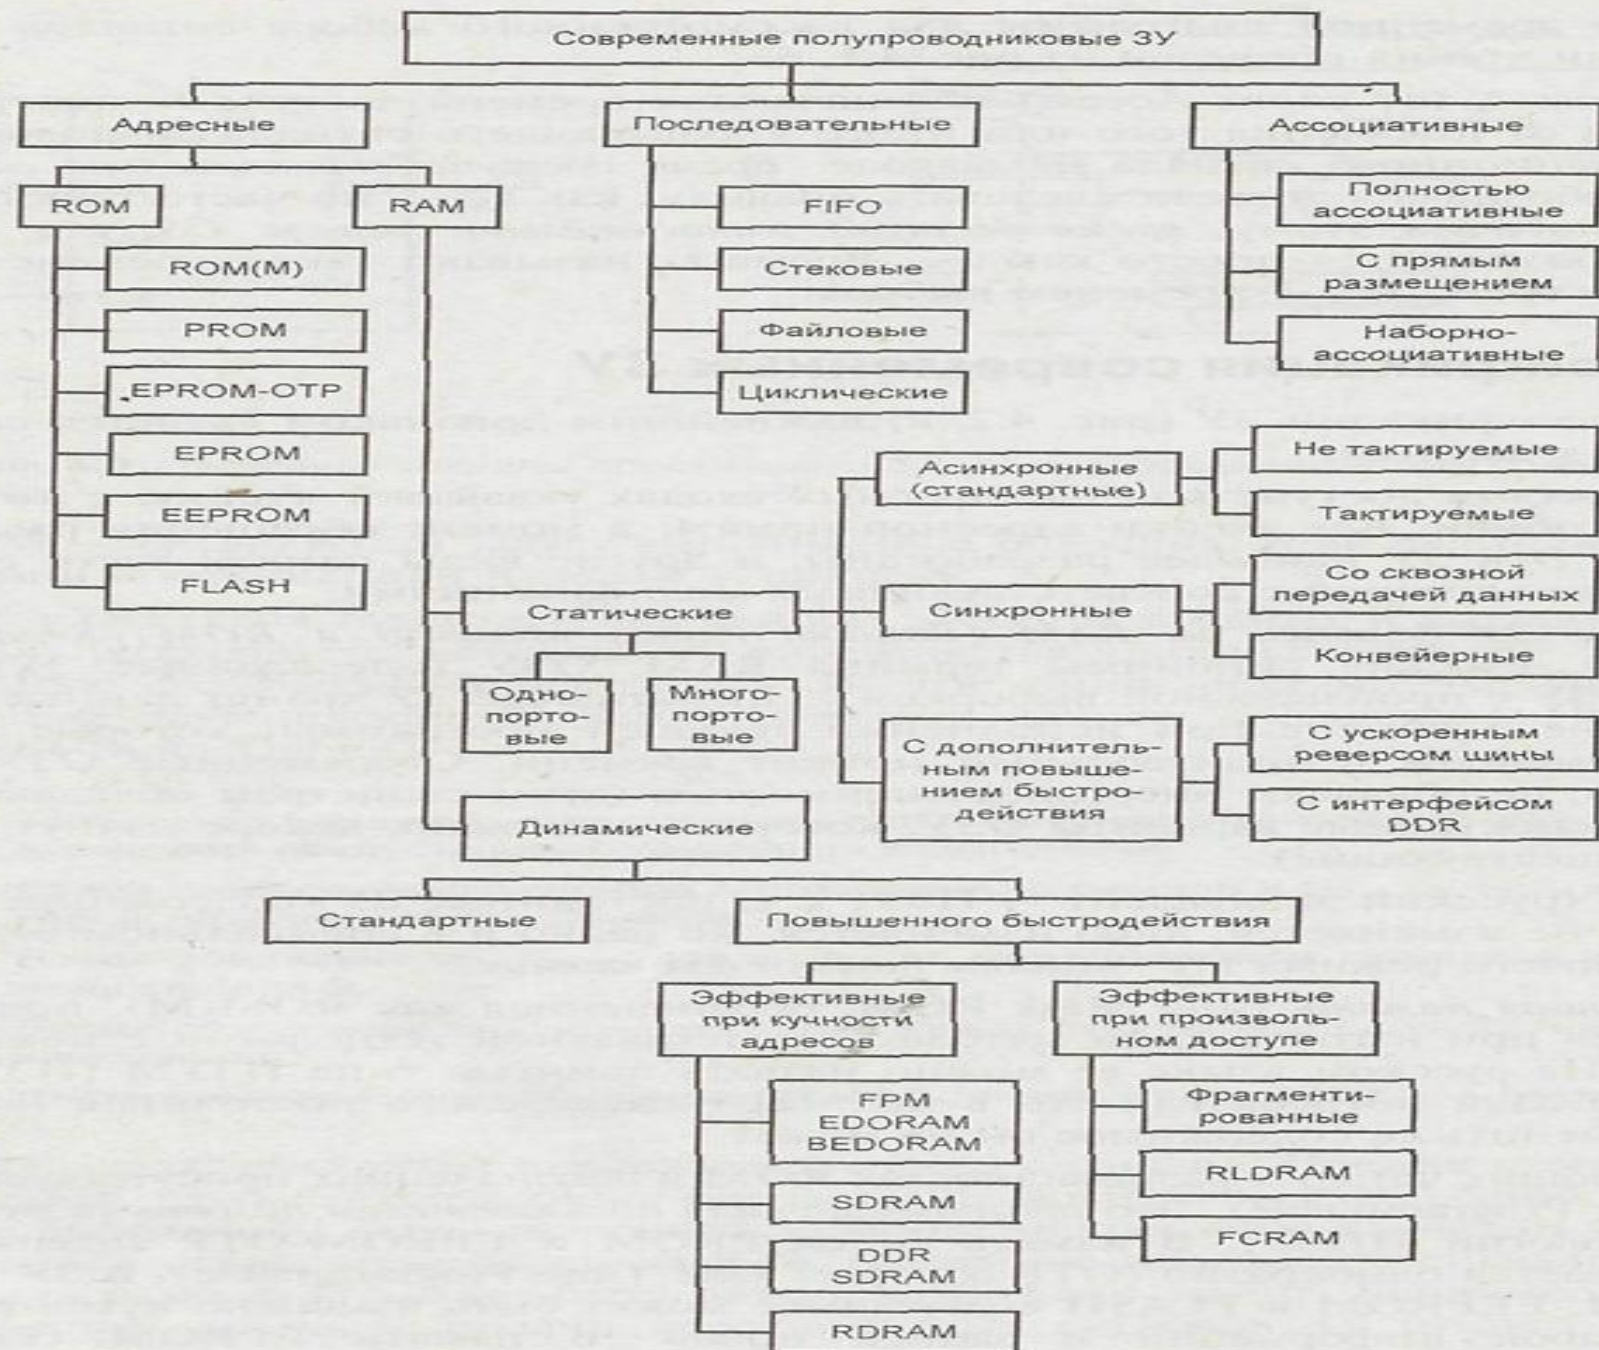 Современные полупроводниковые ЗУ
Адресные
Последовательные
Ассоциативные
ROM
RAM
ROM(M)
PROM
EPROM-OTP
EPROM
EEPROM
FLASH
FIFO
Стековые
Файловые
Циклические
Полностью
ассоциативные
С прямым
размещением
Наборно-
ассоциативные
Статические
Одно-
порто-
вые
Много-
порто-
вые
Асинхронные
(стандартные)
Не тактируемые
Тактируемые
Синхронные
Со сквозной
передачей данных
Конвейерные
С дополнитель-
ным повыше-
нием быстро-
действия
С ускоренным
реверсом шины
С интерфейсом
DDR
Динамические
Стандартные
Повышенного быстродействия
Эффективные
при кучности
адресов
FPM
EDORAM
BEDORAM
SDRAM
DDR
SDRAM
RDRAM
Эффективные
при произволь-
ном доступе
Фрагменти-
рованные
RLDRAM
FCRAM